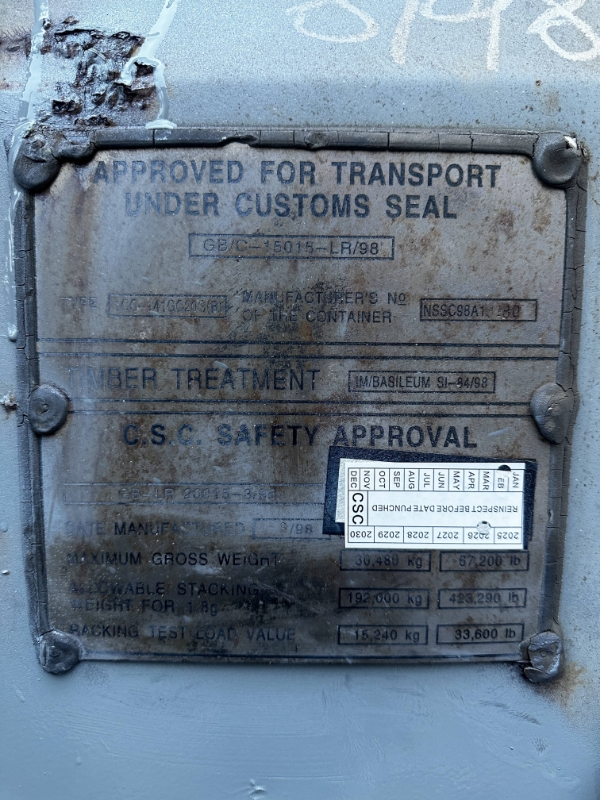 8148
APPROVED FOR TRANSPORT
UNDER CUSTOMS SEAL
GB/C-15015-LR/98
TYPE
MANUFACTURER'S NO
OF THE CONTAINER
TIMBER TREATMENT
IM/BASILEUM SI-84/98
C.S.C. SAFETY APPROVAL
JAN
FEB
MAR
APR
MAY
JUN
JUL
AUG
SEP
OCT
NOV
DEC
REINSPECT BEFORE DATE PUNCHED
CSC
2025
2026
2027
2028
2029
2030
DATE MANUFACTURED 3/98
MAXIMUM GROSS WEIGHT 30,480 kg 67,200 lb
ALLOWABLE STACKING
WEIGHT FOR 1.8g 192,000 kg 423,290 lb
RACKING TEST LOAD VALUE 15,240 kg 33,600 lb